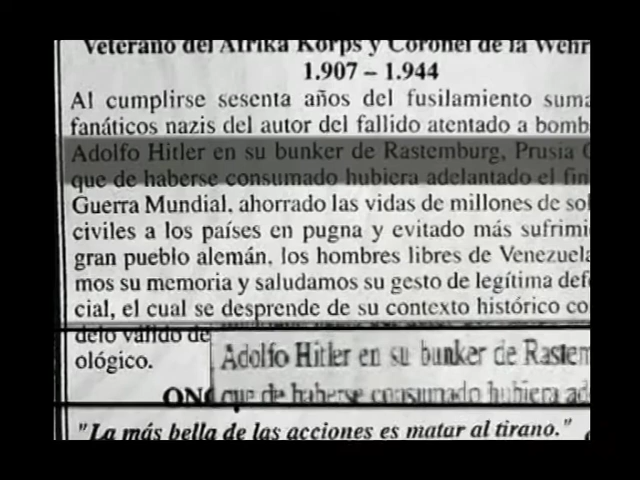 Veterano del Afrika Korps y Coronel de la Wehr
1.907 – 1.944
Al cumplirse sesenta años del fusilamiento suma
fanáticos nazis del autor del fallido atentado a bomb
Adolfo Hitler en su bunker de Rastemburg, Prusia
que de haberse consumado hubiera adelantado el fin
Guerra Mundial, ahorrado las vidas de millones de sol
civiles a los países en pugna y evitado más sufrimi
gran pueblo alemán, los hombres libres de Venezuela
mos su memoria y saludamos su gesto de legítima def
cial, el cual se desprende de su contexto histórico co
delo válido de
ológico.
Adolfo Hitler en su bunker de Rastem
que de haberse consumado hubiera ad
"La más bella de las acciones es matar al tirano."